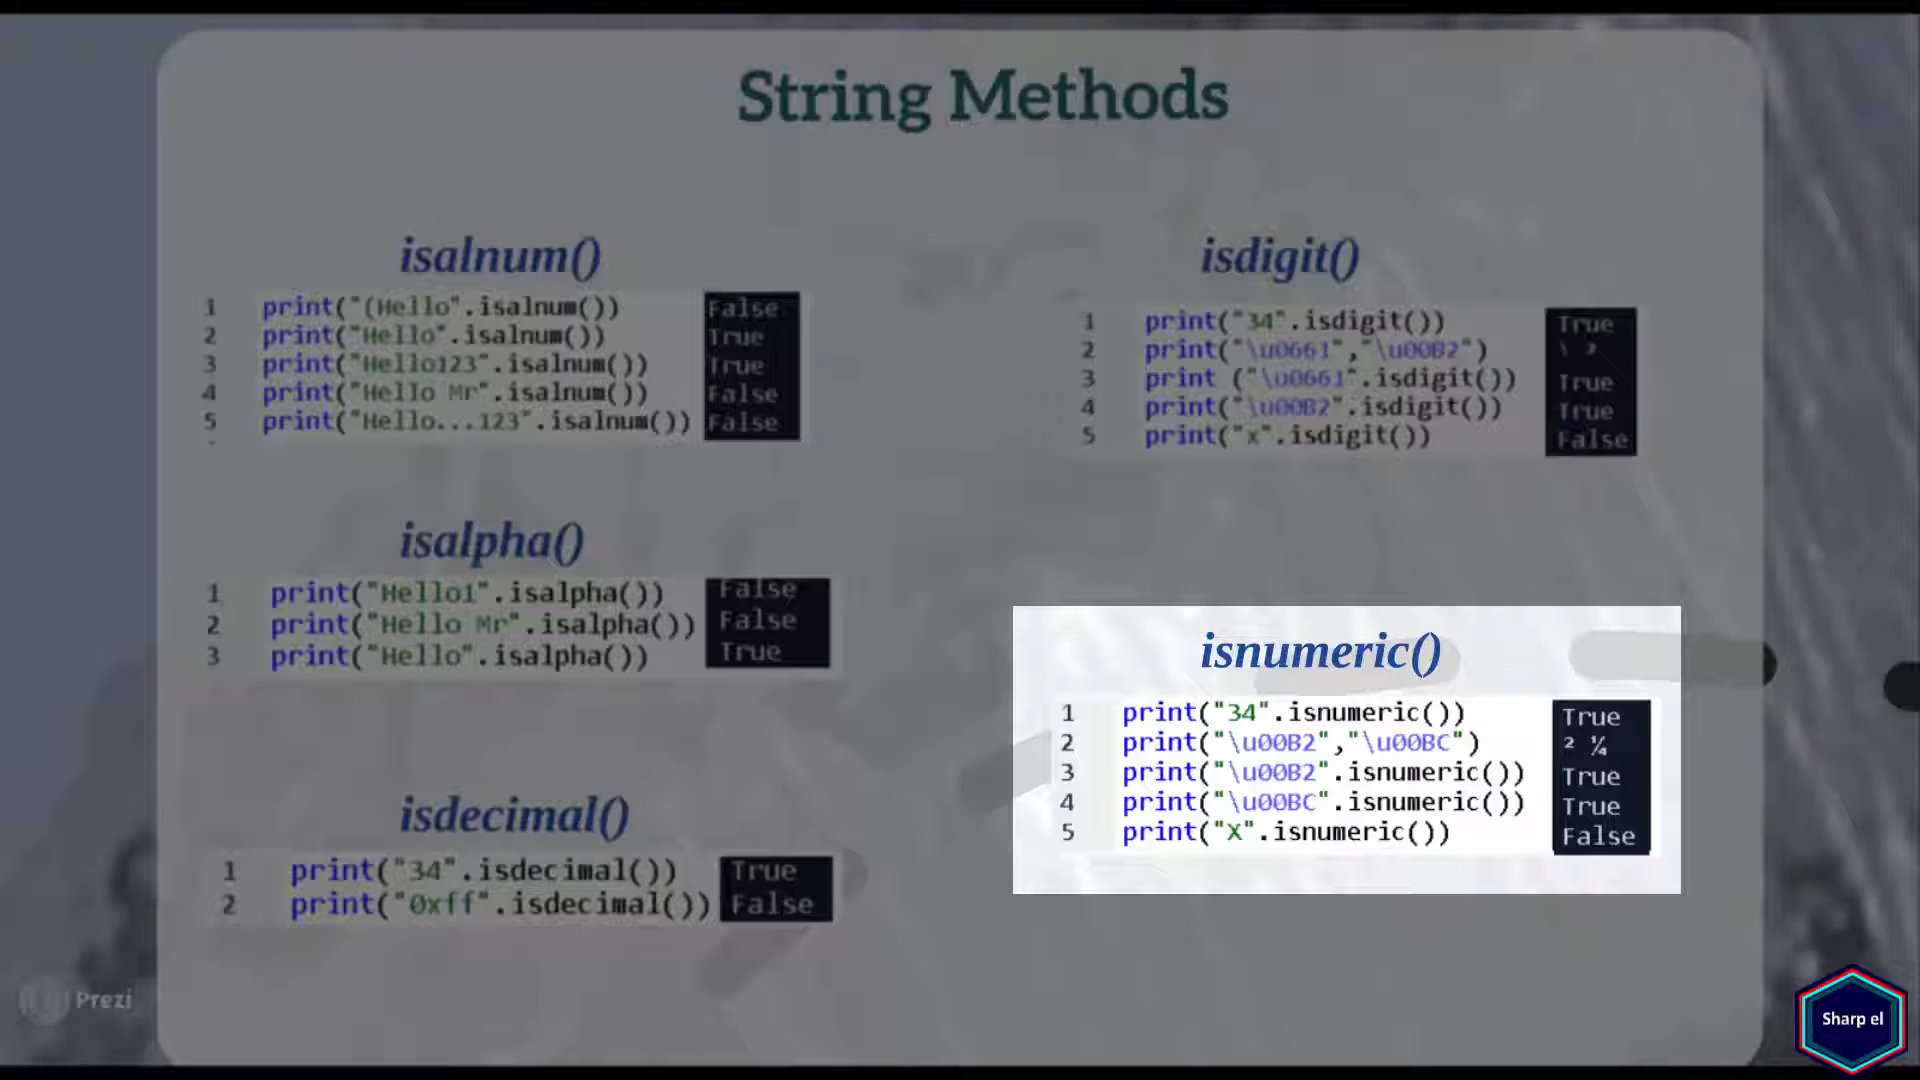 String Methods
isalnum()
1 print("(Hello".isalnum()) False
2 print("Hello".isalnum()) True
3 print("Hello123".isalnum()) True
4 print("Hello Mr".isalnum()) False
5 print("Hello...123".isalnum()) False
isalpha()
1 print("Hello1".isalpha()) False
2 print("Hello Mr".isalpha()) False
3 print("Hello".isalpha()) True
isdecimal()
1 print("34".isdecimal()) True
2 print("0xff".isdecimal()) False
isdigit()
1 print("34".isdigit()) True
2 print("\u0661","\u00B2") ١ ²
3 print ("\u0661".isdigit()) True
4 print("\u00B2".isdigit()) True
5 print("x".isdigit()) False
isnumeric()
1 print("34".isnumeric()) True
2 print("\u00B2","\u00BC") ² ¼
3 print("\u00B2".isnumeric()) True
4 print("\u00BC".isnumeric()) True
5 print("X".isnumeric()) False
Prezi
Sharp el